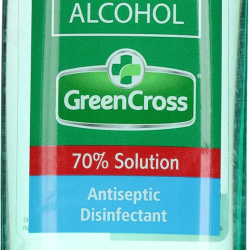 ALCOHOL
GreenCross
70% Solution
Antiseptic
Disinfectant